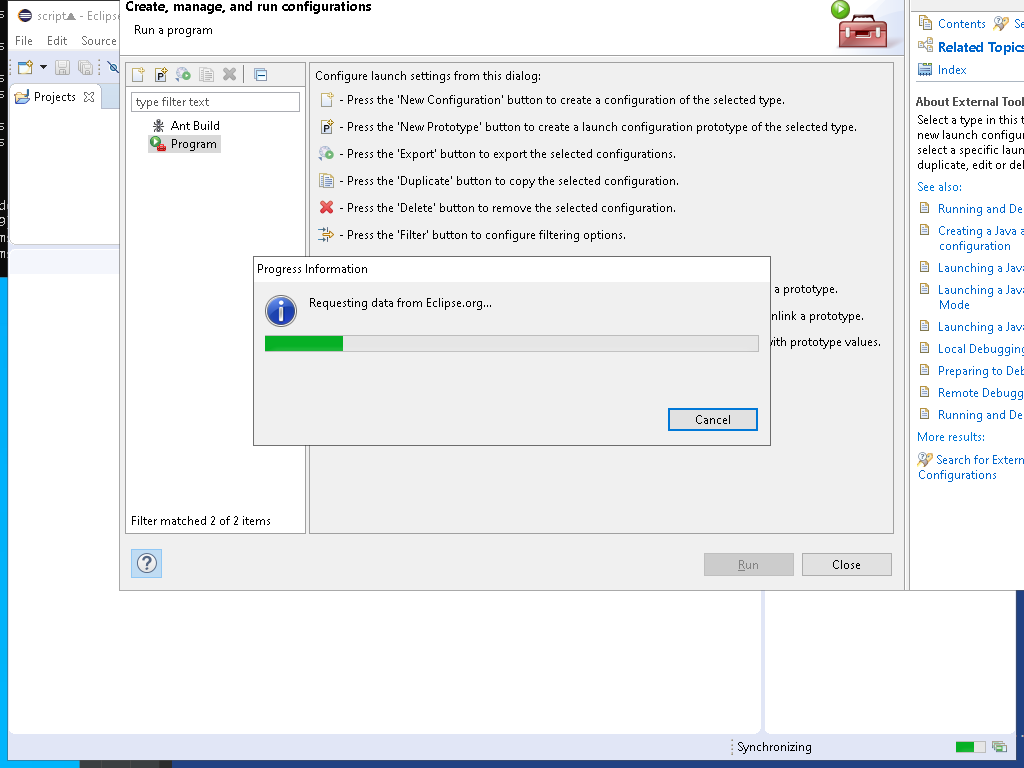 Create, manage, and run configurations
Run a program
script - Eclipse
File Edit Source
Projects
type filter text
Ant Build
Program
Filter matched 2 of 2 items
Configure launch settings from this dialog:
- Press the 'New Configuration' button to create a configuration of the selected type.
- Press the 'New Prototype' button to create a launch configuration prototype of the selected type.
- Press the 'Export' button to export the selected configurations.
- Press the 'Duplicate' button to copy the selected configuration.
- Press the 'Delete' button to remove the selected configuration.
- Press the 'Filter' button to configure filtering options.
a prototype.
nlink a prototype.
with prototype values.
Progress Information
Requesting data from Eclipse.org...
Cancel
Run
Close
Contents Se
Related Topics
Index
About External Tool
Select a type in this t
new launch configur
select a specific laun
duplicate, edit or del
See also:
Running and De
Creating a Java a
configuration
Launching a Java
Launching a Java
Mode
Launching a Java
Local Debugging
Preparing to Deb
Remote Debugg
Running and De
More results:
Search for Extern
Configurations
Synchronizing